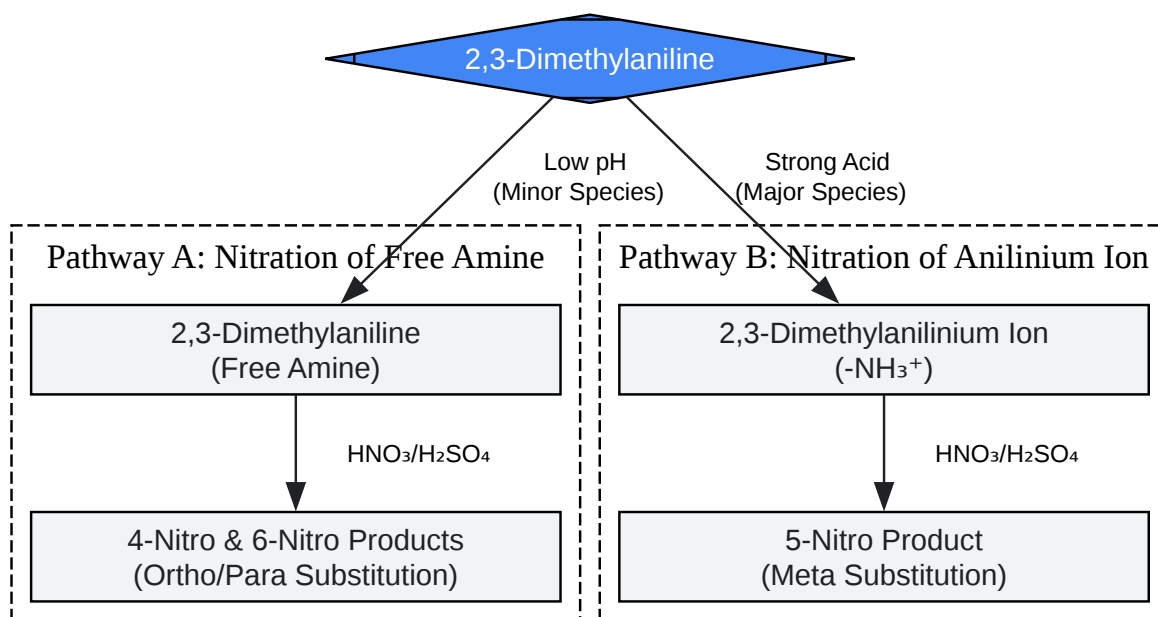 2,3-Dimethylaniline
Low pH
(Minor Species)
Strong Acid
(Major Species)
Pathway A: Nitration of Free Amine
2,3-Dimethylaniline
(Free Amine)
HNO₃/H₂SO₄
4-Nitro & 6-Nitro Products
(Ortho/Para Substitution)
Pathway B: Nitration of Anilinium Ion
2,3-Dimethylanilinium Ion
(-NH₃⁺)
HNO₃/H₂SO₄
5-Nitro Product
(Meta Substitution)